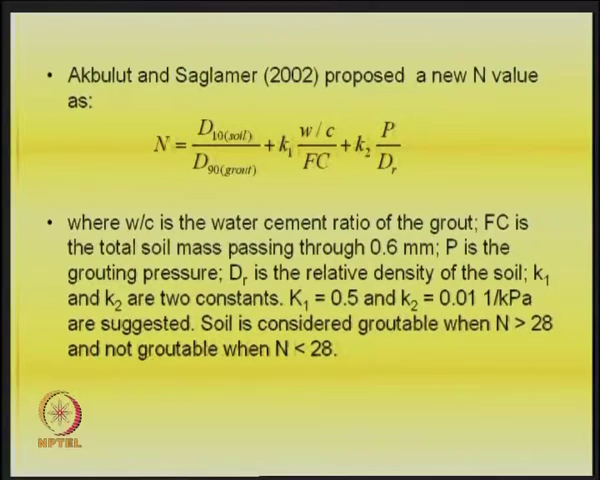 • Akbulut and Saglamer (2002) proposed a new N value
as:
N = D10(soil) / D90(grout) + k1 w/c / FC + k2 P / Dr
• where w/c is the water cement ratio of the grout; FC is
the total soil mass passing through 0.6 mm; P is the
grouting pressure; Dr is the relative density of the soil; k1
and k2 are two constants. K1 = 0.5 and k2 = 0.01 1/kPa
are suggested. Soil is considered groutable when N > 28
and not groutable when N < 28.
NPTEL